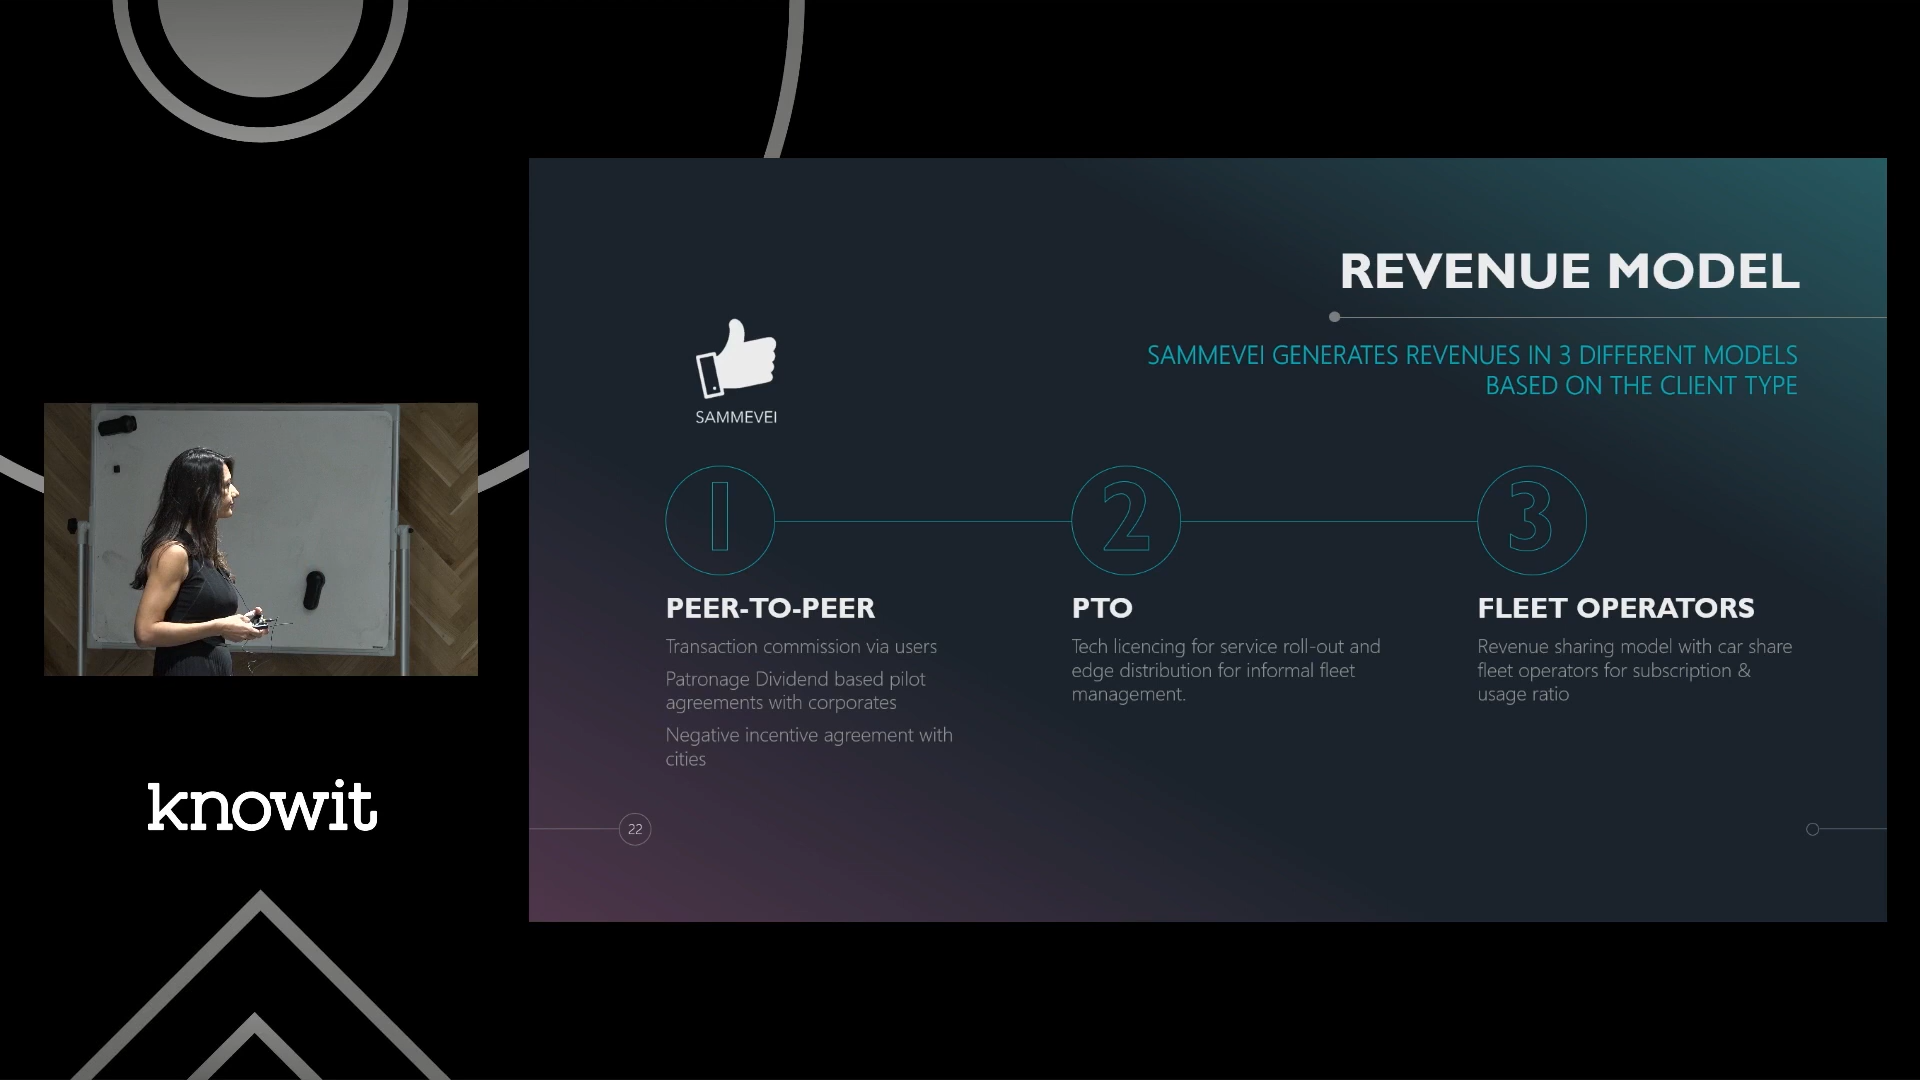 REVENUE MODEL
SAMMEVEI GENERATES REVENUES IN 3 DIFFERENT MODELS
BASED ON THE CLIENT TYPE
SAMMEVEI
1
2
3
PEER-TO-PEER
Transaction commission via users
Patronage Dividend based pilot
agreements with corporates
Negative incentive agreement with
cities
PTO
Tech licencing for service roll-out and
edge distribution for informal fleet
management.
FLEET OPERATORS
Revenue sharing model with car share
fleet operators for subscription &
usage ratio
22
knowit